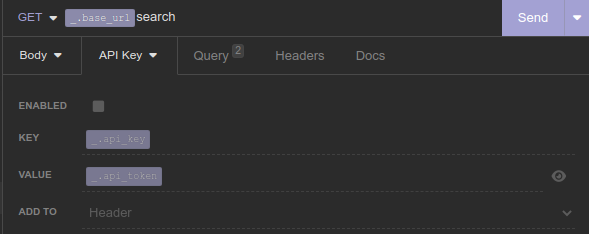 GET _.base_url search Send
Body API Key Query 2 Headers Docs
ENABLED
KEY _.api_key
VALUE _.api_token
ADD TO Header